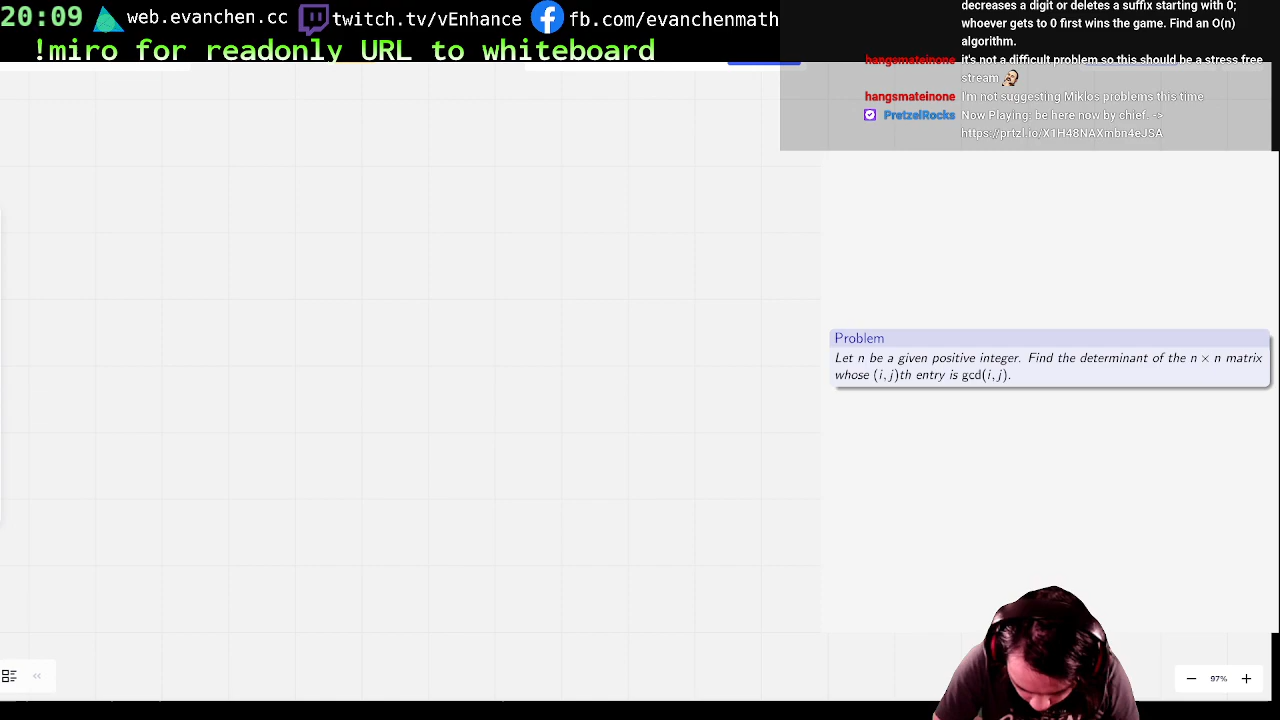 20:09 web.evanchen.cc twitch.tv/vEnhance fb.com/evanchenmath
!miro for readonly URL to whiteboard
decreases a digit or deletes a suffix starting with 0;
whoever gets to 0 first wins the game. Find an O(n)
algorithm.
hangsmateinone it's not a difficult problem so this should be a stress free
stream
hangsmateinone I'm not suggesting Miklos problems this time
PretzelRocks Now Playing: be here now by chief. ->
https://prtzl.io/X1H48NAXmbn4eJSA
Problem
Let n be a given positive integer. Find the determinant of the n × n matrix
whose (i, j)th entry is gcd(i, j).
97%